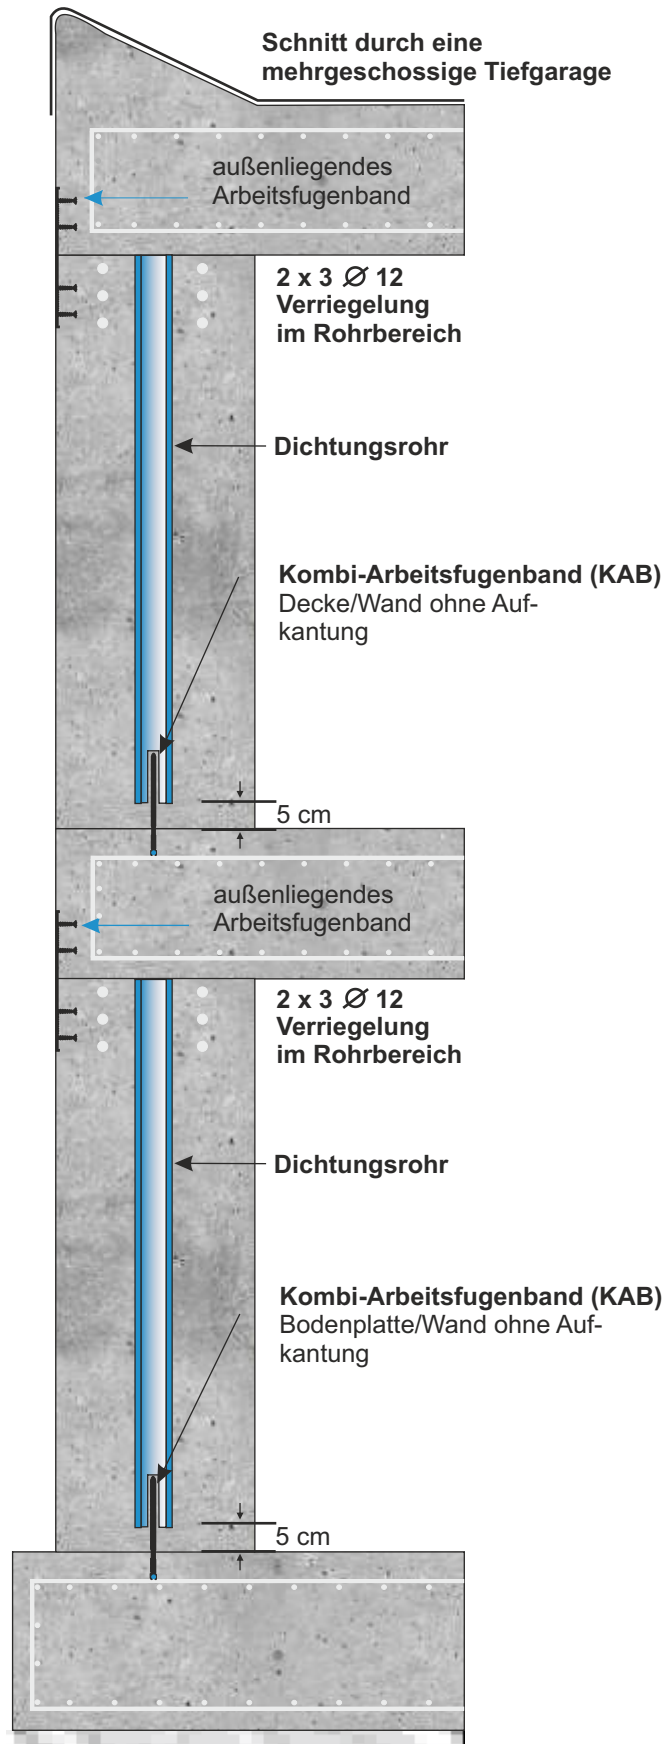 Schnitt durch eine
mehrgeschossige Tiefgarage
außenliegendes
Arbeitsfugenband
2 x 3 ∅ 12
Verriegelung
im Rohrbereich
Dichtungsrohr
Kombi-Arbeitsfugenband (KAB)
Decke/Wand ohne Auf-
kantung
5 cm
außenliegendes
Arbeitsfugenband
2 x 3 ∅ 12
Verriegelung
im Rohrbereich
Dichtungsrohr
Kombi-Arbeitsfugenband (KAB)
Bodenplatte/Wand ohne Auf-
kantung
5 cm